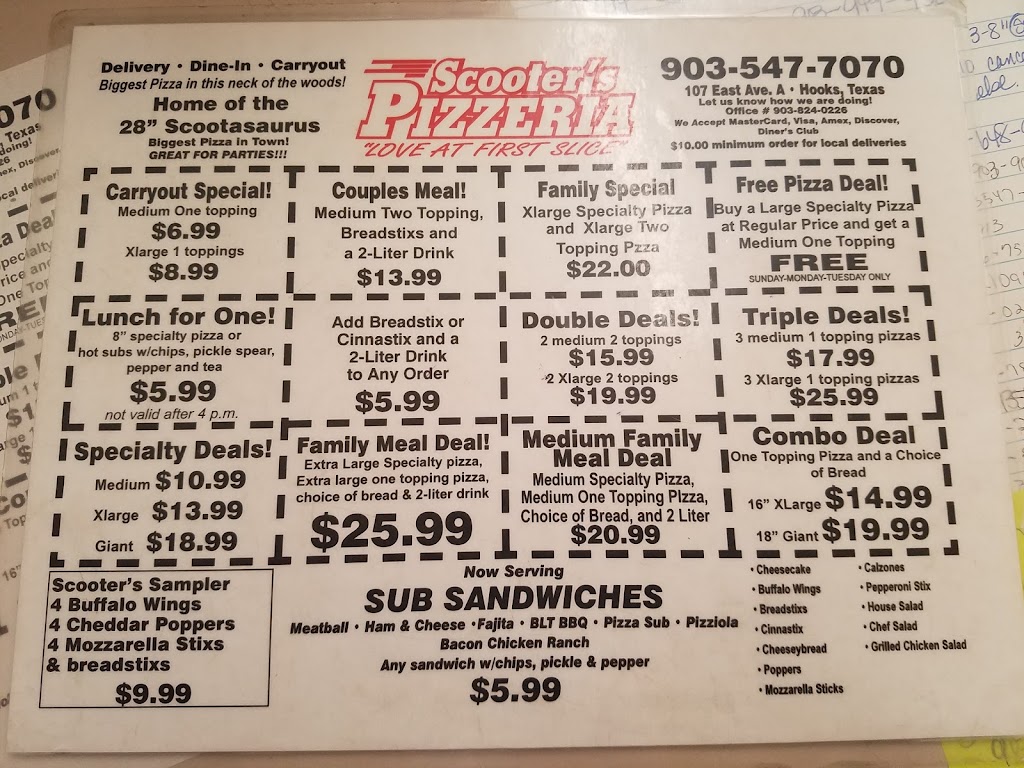 Delivery • Dine-In • Carryout
Biggest Pizza in this neck of the woods!
Home of the
28" Scootasaurus
Biggest Pizza in Town!
GREAT FOR PARTIES!!!
Scooter's
PIZZERIA
"LOVE AT FIRST SLICE"
903-547-7070
107 East Ave. A • Hooks, Texas
Let us know how we are doing!
Office # 903-824-0226
We Accept MasterCard, Visa, Amex, Discover,
Diner's Club
$10.00 minimum order for local deliveries
Carryout Special!
Medium One topping
$6.99
Xlarge 1 toppings
$8.99
Couples Meal!
Medium Two Topping,
Breadstixs and
a 2-Liter Drink
$13.99
Family Special
Xlarge Specialty Pizza
and Xlarge Two
Topping Pzza
$22.00
Free Pizza Deal!
Buy a Large Specialty Pizza
at Regular Price and get a
Medium One Topping
FREE
SUNDAY-MONDAY-TUESDAY ONLY
Lunch for One!
8" specialty pizza or
hot subs w/chips, pickle spear,
pepper and tea
$5.99
not valid after 4 p.m.
Add Breadstix or
Cinnastix and a
2-Liter Drink
to Any Order
$5.99
Double Deals!
2 medium 2 toppings
$15.99
2 Xlarge 2 toppings
$19.99
Triple Deals!
3 medium 1 topping pizzas
$17.99
3 Xlarge 1 topping pizzas
$25.99
Specialty Deals!
Medium $10.99
Xlarge $13.99
Giant $18.99
Family Meal Deal!
Extra Large Specialty pizza,
Extra large one topping pizza,
choice of bread & 2-liter drink
$25.99
Medium Family
Meal Deal
Medium Specialty Pizza,
Medium One Topping PIzza,
Choice of Bread, and 2 Liter
$20.99
Combo Deal
One Topping Pizza and a Choice
of Bread
16" XLarge $14.99
18" Giant $19.99
Scooter's Sampler
4 Buffalo Wings
4 Cheddar Poppers
4 Mozzarella Stixs
& breadstixs
$9.99
Now Serving
SUB SANDWICHES
Meatball • Ham & Cheese • Fajita • BLT BBQ • Pizza Sub • Pizziola
Bacon Chicken Ranch
Any sandwich w/chips, pickle & pepper
$5.99
• Cheesecake
• Buffalo Wings
• Breadstixs
• Cinnastix
• Cheeseybread
• Poppers
• Mozzarella Sticks
• Calzones
• Pepperoni Stix
• House Salad
• Chef Salad
• Grilled Chicken Salad